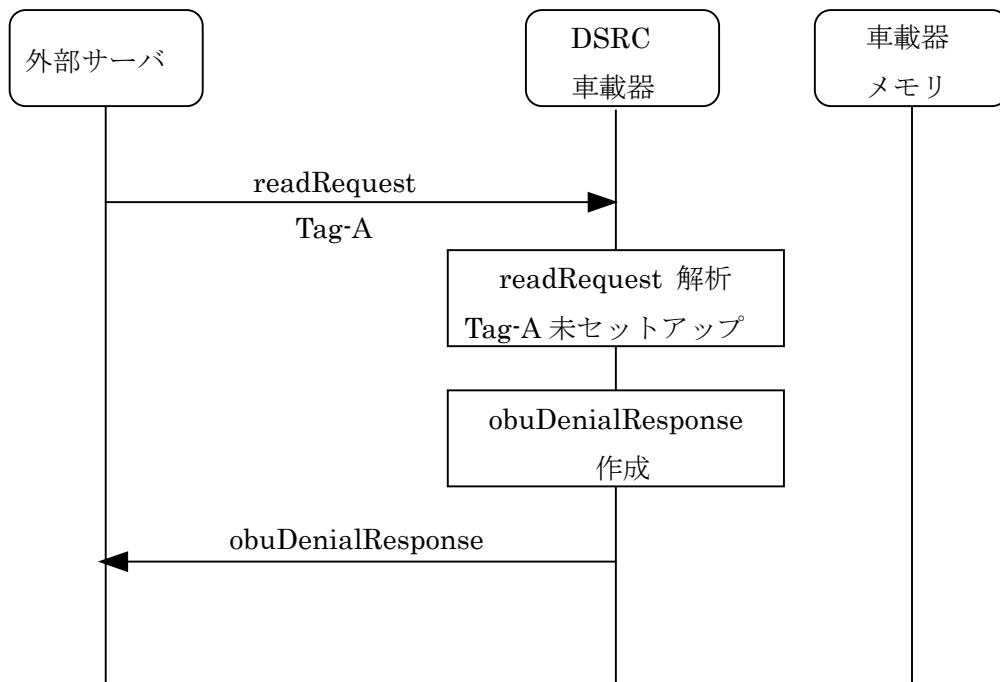 外部サーバ
DSRC
車載器
車載器
メモリ
readRequest
Tag-A
readRequest 解析
Tag-A 未セットアップ
obuDenialResponse
作成
obuDenialResponse